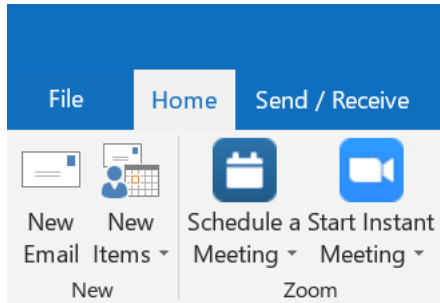 File Home Send / Receive
New New Schedule a Start Instant
Email Items Meeting Meeting
New Zoom